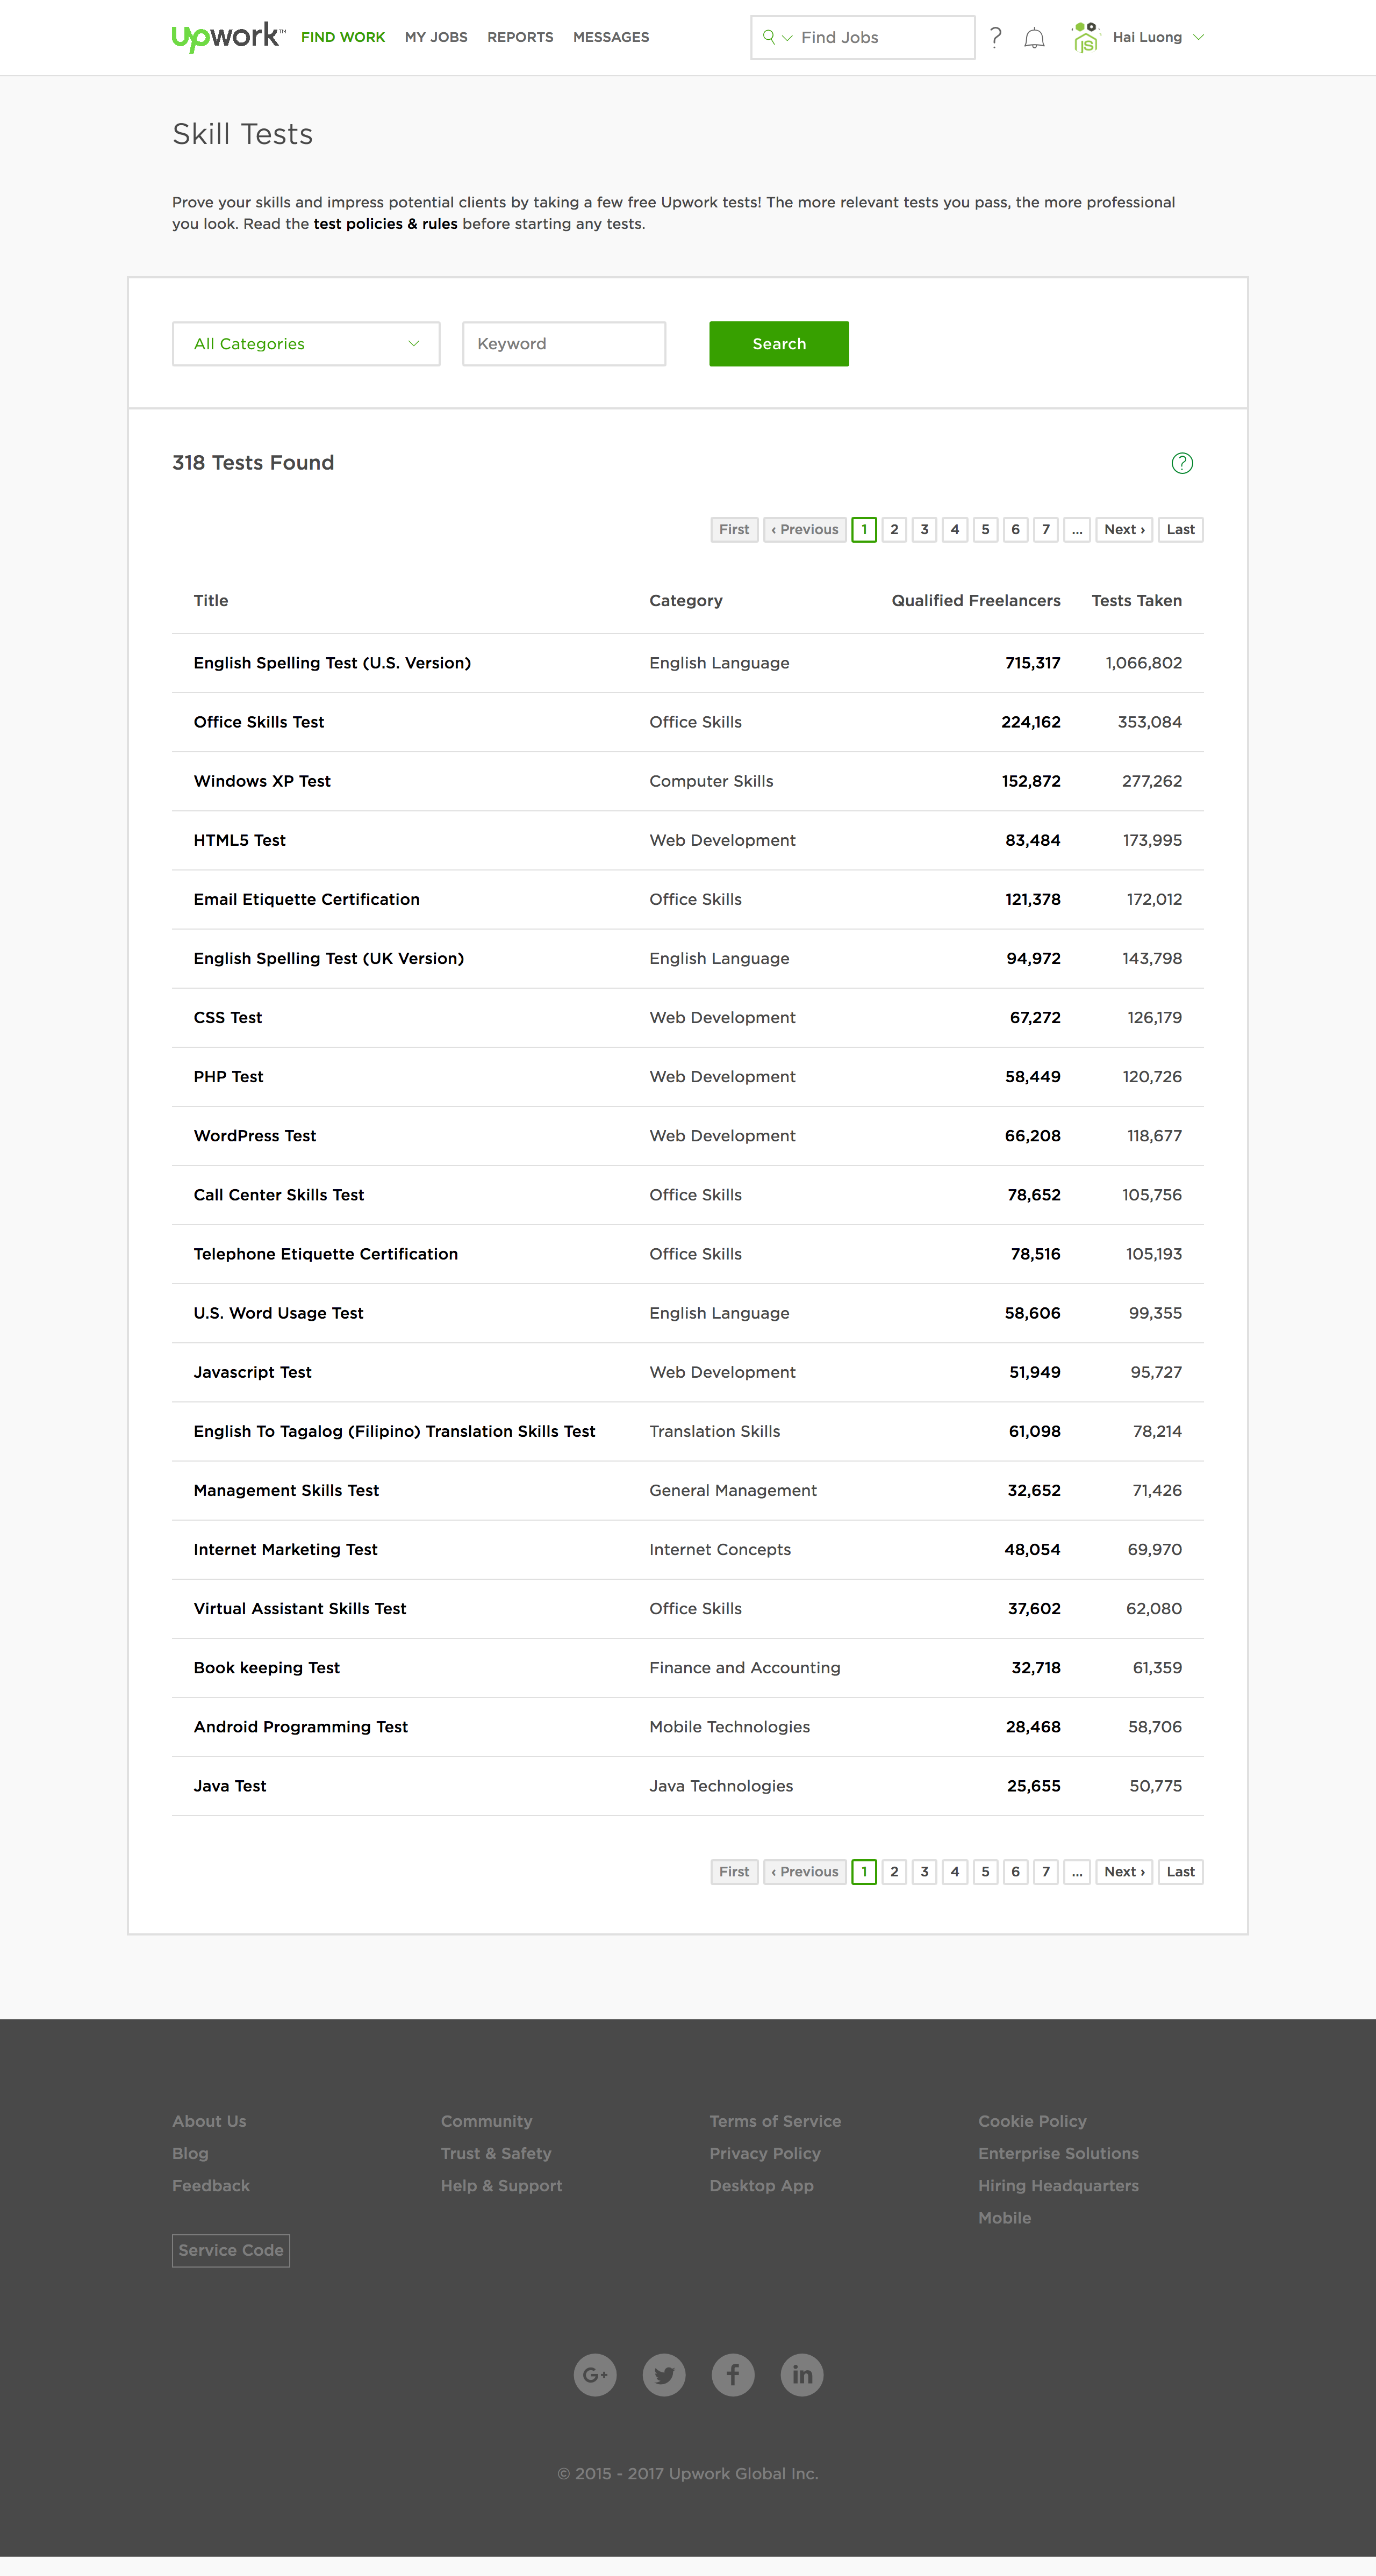 upwork™ FIND WORK MY JOBS REPORTS MESSAGES Find Jobs ? js Hai Luong
Skill Tests
Prove your skills and impress potential clients by taking a few free Upwork tests! The more relevant tests you pass, the more professional
you look. Read the test policies & rules before starting any tests.
All Categories Keyword Search
318 Tests Found ?
First ‹ Previous 1 2 3 4 5 6 7 ... Next › Last
Title Category Qualified Freelancers Tests Taken
English Spelling Test (U.S. Version) English Language 715,317 1,066,802
Office Skills Test Office Skills 224,162 353,084
Windows XP Test Computer Skills 152,872 277,262
HTML5 Test Web Development 83,484 173,995
Email Etiquette Certification Office Skills 121,378 172,012
English Spelling Test (UK Version) English Language 94,972 143,798
CSS Test Web Development 67,272 126,179
PHP Test Web Development 58,449 120,726
WordPress Test Web Development 66,208 118,677
Call Center Skills Test Office Skills 78,652 105,756
Telephone Etiquette Certification Office Skills 78,516 105,193
U.S. Word Usage Test English Language 58,606 99,355
Javascript Test Web Development 51,949 95,727
English To Tagalog (Filipino) Translation Skills Test Translation Skills 61,098 78,214
Management Skills Test General Management 32,652 71,426
Internet Marketing Test Internet Concepts 48,054 69,970
Virtual Assistant Skills Test Office Skills 37,602 62,080
Book keeping Test Finance and Accounting 32,718 61,359
Android Programming Test Mobile Technologies 28,468 58,706
Java Test Java Technologies 25,655 50,775
First ‹ Previous 1 2 3 4 5 6 7 ... Next › Last
About Us Community Terms of Service Cookie Policy
Blog Trust & Safety Privacy Policy Enterprise Solutions
Feedback Help & Support Desktop App Hiring Headquarters
Mobile
Service Code
G+ f in
© 2015 - 2017 Upwork Global Inc.